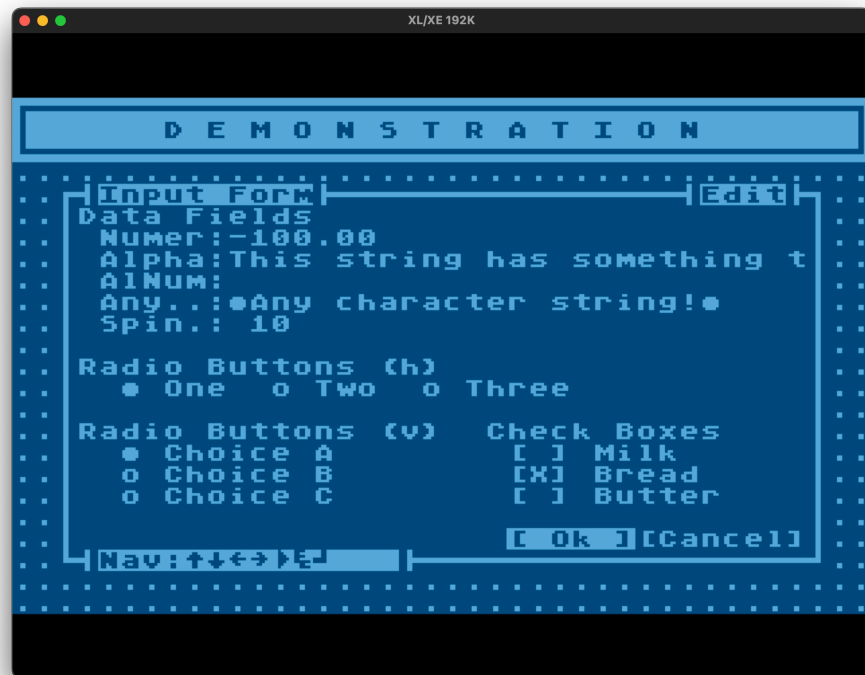 XL/XE 192K
DEMONSTRATION
Input Form Edit
Data Fields
Numer:-100.00
Alpha:This string has something t
AlNum:
Any..:●Any character string!●
Spin.: 10
Radio Buttons (h)
● One o Two o Three
Radio Buttons (v) Check Boxes
● Choice A [ ] Milk
o Choice B [X] Bread
o Choice C [ ] Butter
[ Ok ] [Cancel]
Nav:↑↓←→